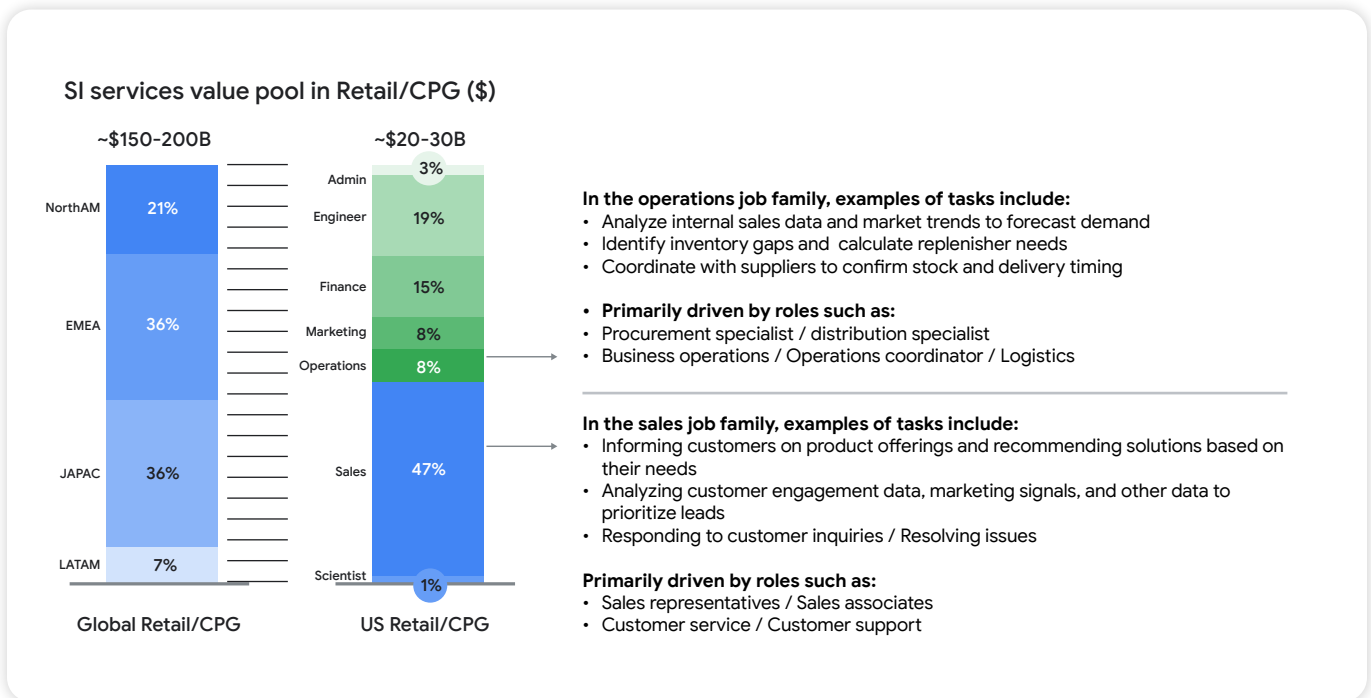 SI services value pool in Retail/CPG ($)
~$150-200B
NorthAM
21%
EMEA
36%
JAPAC
36%
LATAM
7%
Global Retail/CPG
~$20-30B
Admin
3%
Engineer
19%
Finance
15%
Marketing
8%
Operations
8%
Sales
47%
Scientist
1%
US Retail/CPG
In the operations job family, examples of tasks include:
• Analyze internal sales data and market trends to forecast demand
• Identify inventory gaps and calculate replenisher needs
• Coordinate with suppliers to confirm stock and delivery timing
• Primarily driven by roles such as:
• Procurement specialist / distribution specialist
• Business operations / Operations coordinator / Logistics
In the sales job family, examples of tasks include:
• Informing customers on product offerings and recommending solutions based on
their needs
• Analyzing customer engagement data, marketing signals, and other data to
prioritize leads
• Responding to customer inquiries / Resolving issues
Primarily driven by roles such as:
• Sales representatives / Sales associates
• Customer service / Customer support